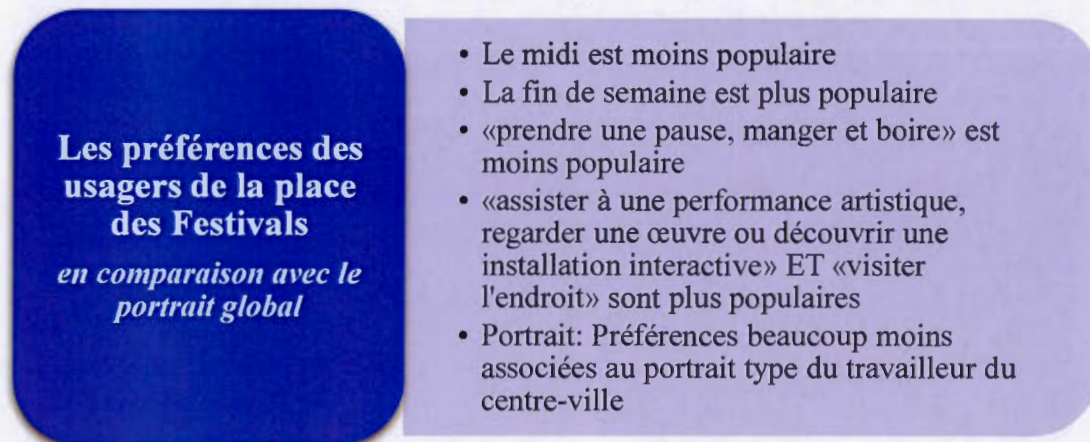 Les préférences des
usagers de la place
des Festivals
en comparaison avec le
portrait global
• Le midi est moins populaire
• La fin de semaine est plus populaire
• «prendre une pause, manger et boire» est
moins populaire
• «assister à une performance artistique,
regarder une œuvre ou découvrir une
installation interactive» ET «visiter
l'endroit» sont plus populaires
• Portrait: Préférences beaucoup moins
associées au portrait type du travailleur du
centre-ville